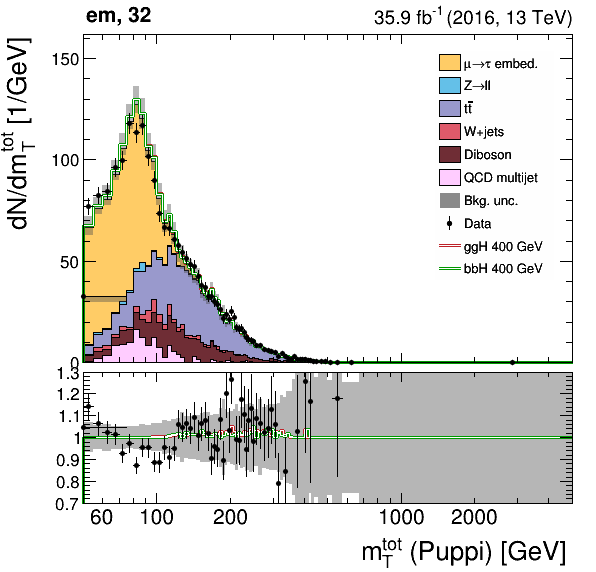 em, 32
35.9 fb⁻¹ (2016, 13 TeV)
dN/dm_T^tot [1/GeV]
150
100
50
0
μ→τ embed.
Z→ll
tt̄
W+jets
Diboson
QCD multijet
Bkg. unc.
Data
ggH 400 GeV
bbH 400 GeV
1.3
1.2
1.1
1
0.9
0.8
0.7
60 100 200 1000 2000
m_T^tot (Puppi) [GeV]